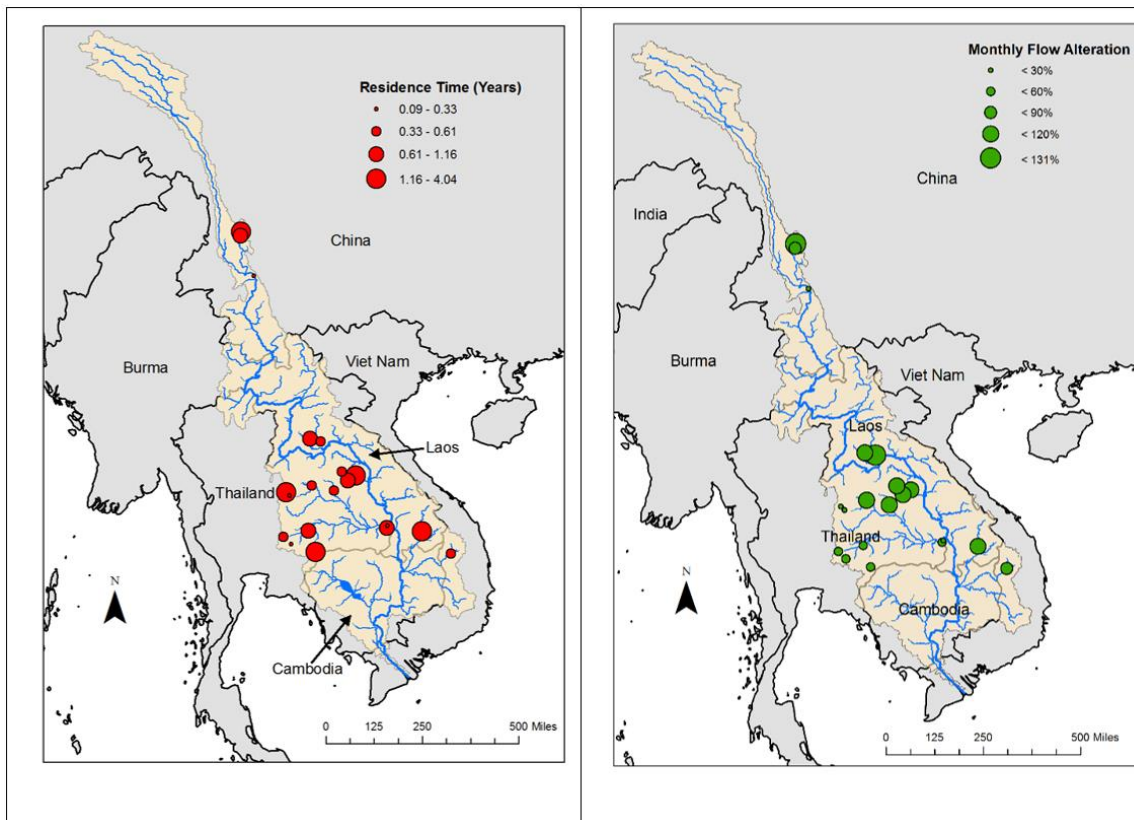 Residence Time (Years)
0.09 - 0.33
0.33 - 0.61
0.61 - 1.16
1.16 - 4.04
China
Burma
Viet Nam
Laos
Thailand
N
Cambodia
0 125 250 500 Miles
Monthly Flow Alteration
< 30%
< 60%
< 90%
< 120%
< 131%
China
India
Burma
Viet Nam
Laos
Thailand
N
Cambodia
0 125 250 500 Miles